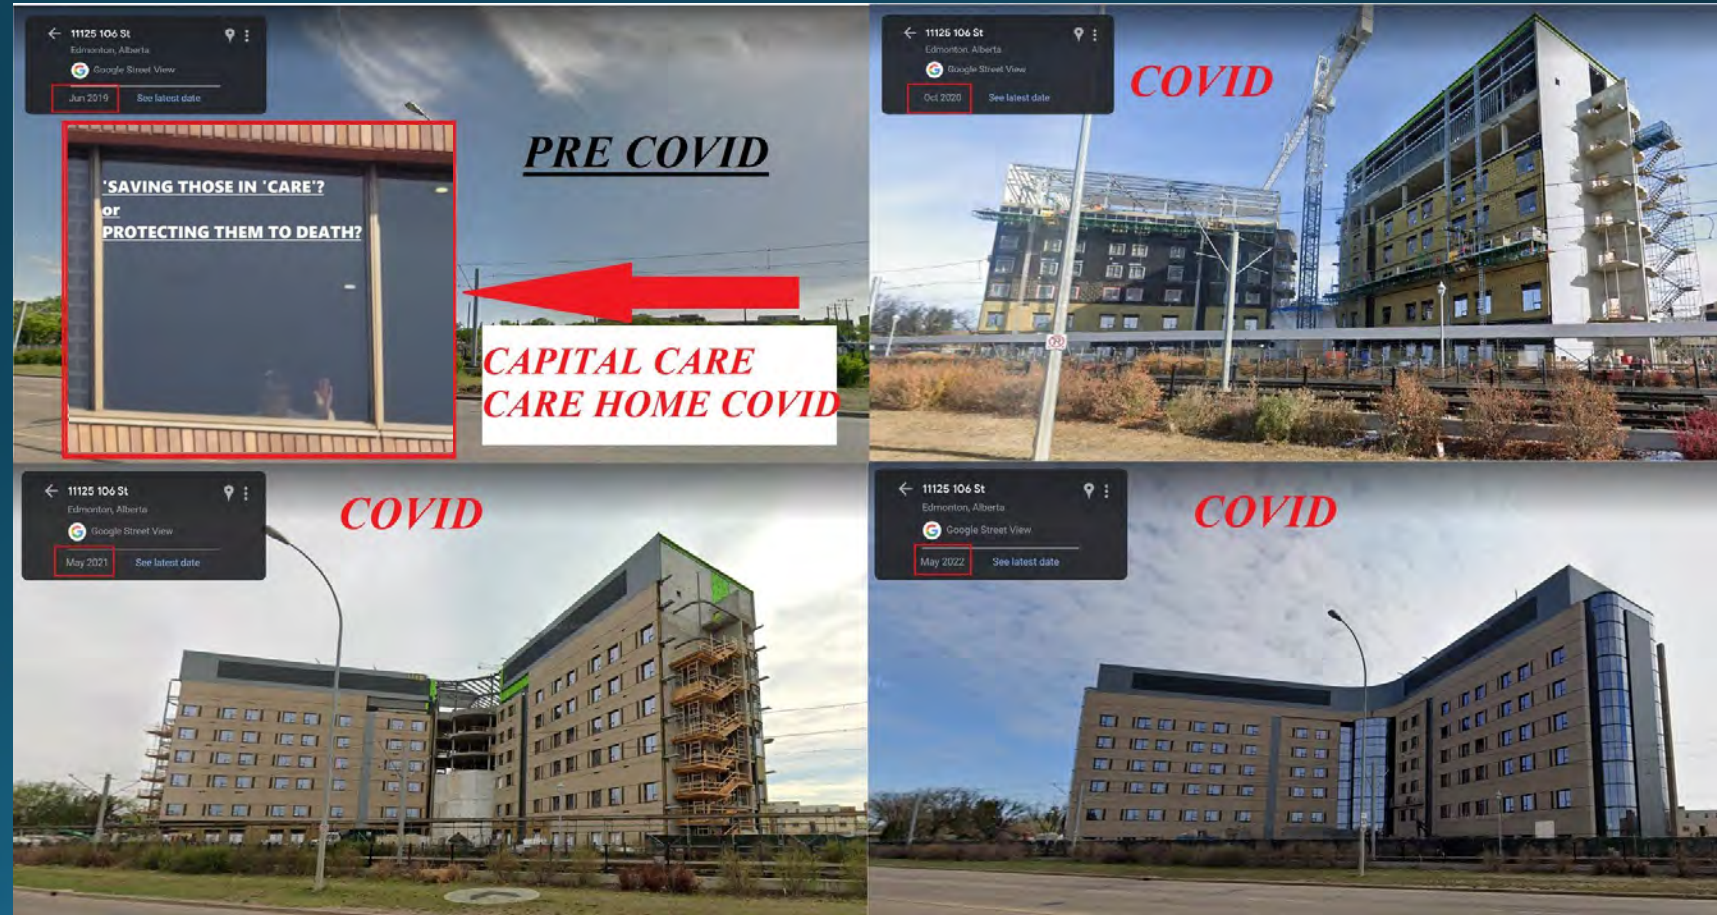 11125 106 St
Edmonton, Alberta
Google Street View
Jun 2019 See latest date
PRE COVID
'SAVING THOSE IN 'CARE'?
or
PROTECTING THEM TO DEATH?
CAPITAL CARE
CARE HOME COVID
11125 106 St
Edmonton, Alberta
Google Street View
Oct 2020 See latest date
COVID
11125 106 St
Edmonton, Alberta
Google Street View
May 2021 See latest date
COVID
11125 106 St
Edmonton, Alberta
Google Street View
May 2022 See latest date
COVID